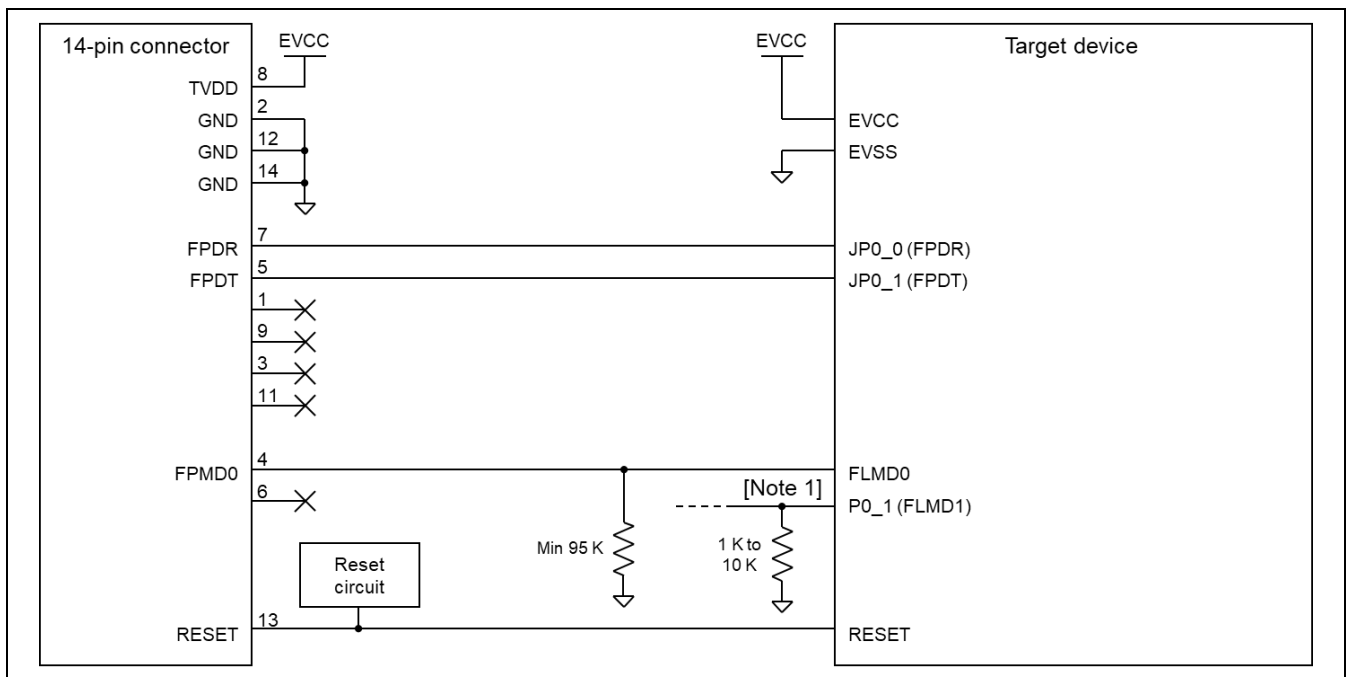 14-pin connector
EVCC
EVCC
Target device
TVDD
8
GND
2
GND
12
GND
14
EVCC
EVSS
FPDR
7
JP0_0 (FPDR)
FPDT
5
JP0_1 (FPDT)
1
9
3
11
FPMD0
4
FLMD0
6
[Note 1]
P0_1 (FLMD1)
Min 95 K
1 K to
10 K
Reset
circuit
RESET
13
RESET